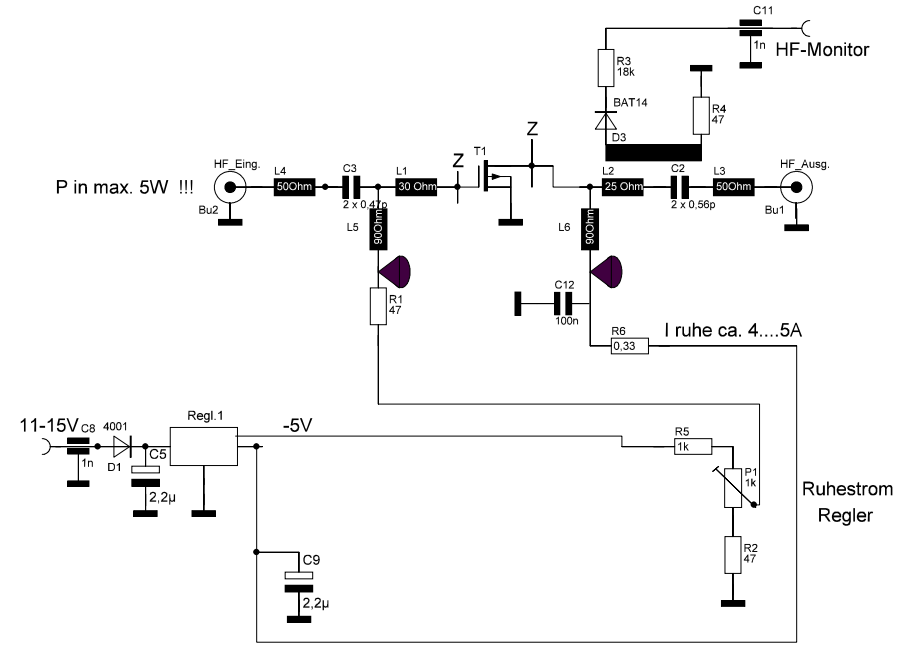 C11
1n
HF-Monitor
R3
18k
BAT14
D3
R4
47
Z
Z
T1
P in max. 5W !!!
HF_Eing.
Bu2
L4
50Ohm
C3
2 x 0,47p
L1
30 Ohm
L2
25 Ohm
C2
2 x 0,56p
L3
50Ohm
HF_Ausg.
Bu1
L5
90Ohm
L6
90Ohm
R1
47
C12
100n
R6
0,33
I ruhe ca. 4....5A
11-15V
C8
1n
4001
D1
C5
2,2µ
Regl.1
-5V
R5
1k
P1
1k
Ruhestrom
Regler
R2
47
C9
2,2µ